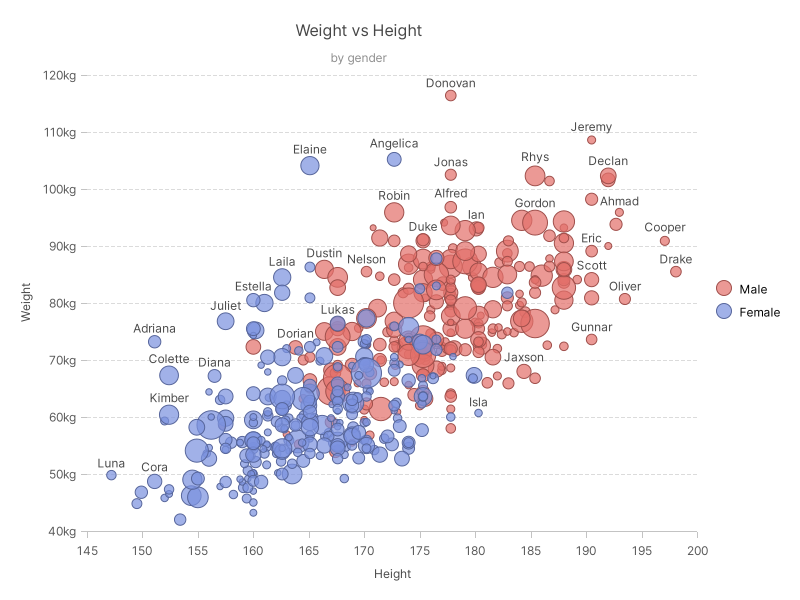 Weight vs Height
by gender
120kg
Donovan
110kg
Jeremy
Elaine
Angelica
100kg
Jonas
Rhys
Declan
Robin
Alfred
Gordon
Ahmad
Duke
Ian
90kg
Eric
Cooper
Laila
Dustin
Nelson
Scott
Drake
Estella
80kg
Oliver
Male
Juliet
Lukas
Female
Adriana
Dorian
Gunnar
Weight
70kg
Colette
Diana
Jaxson
Kimber
60kg
Isla
Luna
Cora
50kg
40kg
145 150 155 160 165 170 175 180 185 190 195 200
Height